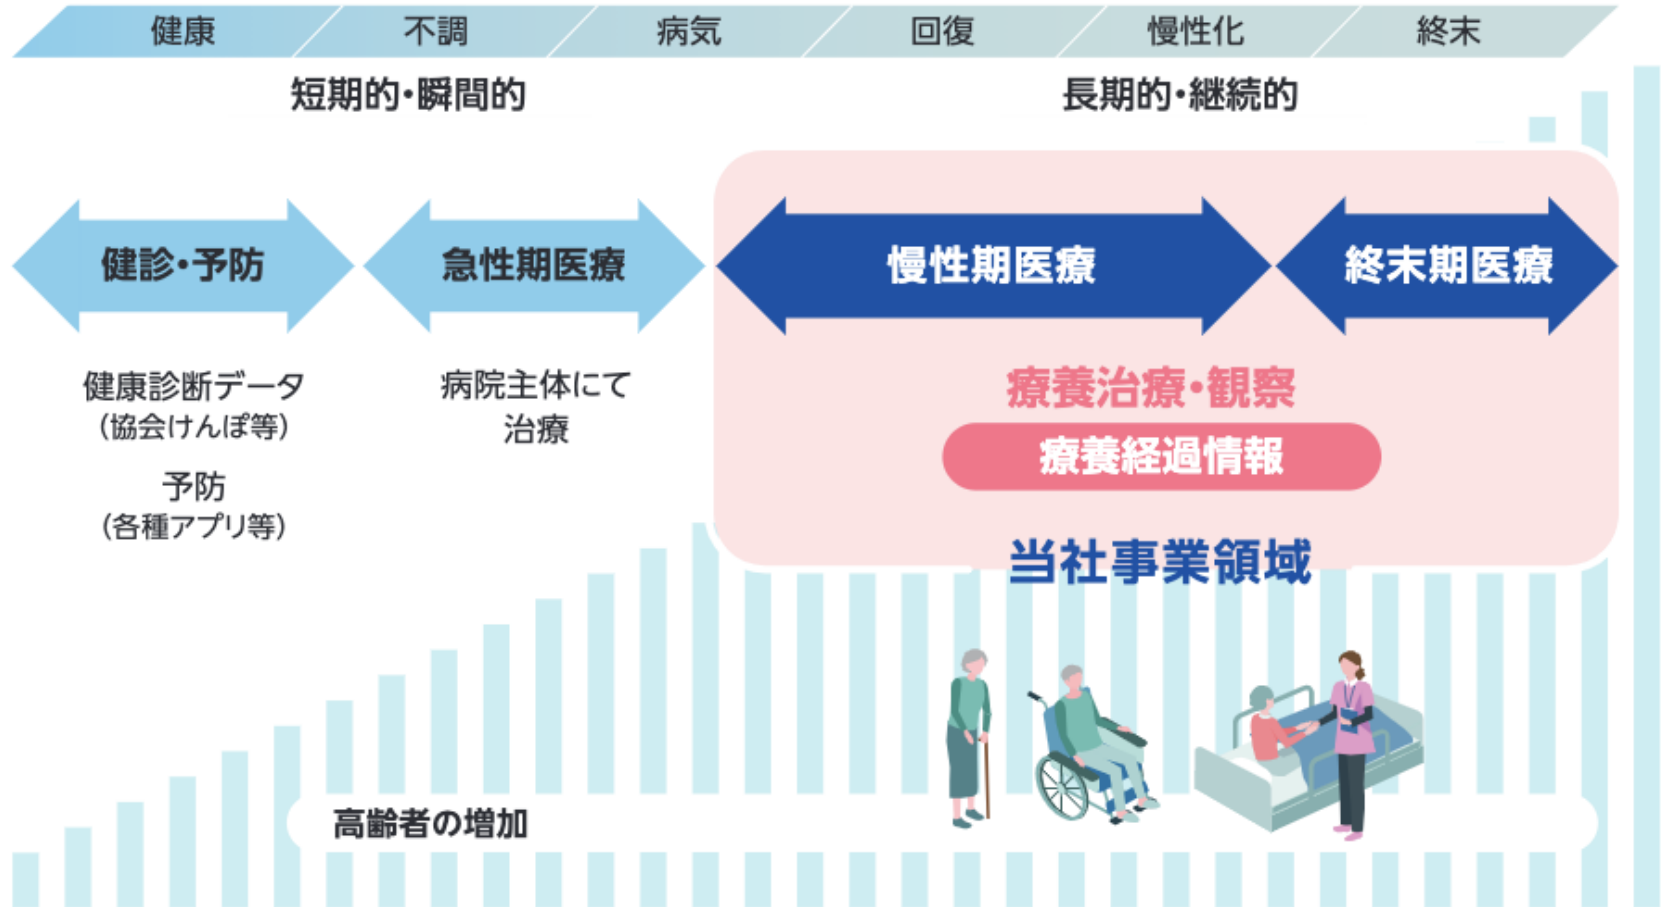 健康
不調
病気
回復
慢性化
終末
短期的・瞬間的
長期的・継続的
健診・予防
急性期医療
慢性期医療
終末期医療
健康診断データ
（協会けんぽ等）
予防
（各種アプリ等）
病院主体にて
治療
療養治療・観察
療養経過情報
当社事業領域
高齢者の増加